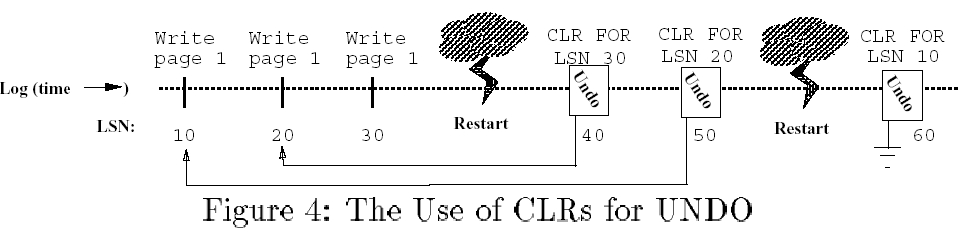 Write page 1
Write page 1
Write page 1
CLR FOR LSN 30
CLR FOR LSN 20
CLR FOR LSN 10
Log (time )
Undo
Undo
Undo
Restart
Restart
LSN:
10
20
30
40
50
60
Figure 4: The Use of CLRs for UNDO